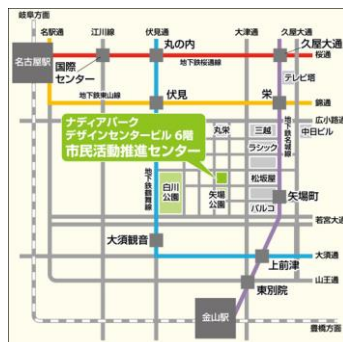 岐阜方面
名駅通
江川線
伏見通
大津通
久屋大通
名古屋駅
国際
センター
丸の内
久屋大通
桜通
地下鉄桜通線
テレビ塔
地下鉄東山線
伏見
栄
錦通
ナディアパーク
デザインセンタービル 6階
市民活動推進センター
丸栄
三越
ラシック
広小路通
中日ビル
地下鉄名城線
地下鉄鶴舞線
白川
公園
矢場
公園
松坂屋
パルコ
矢場町
若宮大通
大須観音
上前津
大須通
東別院
山王通
金山駅
豊橋方面